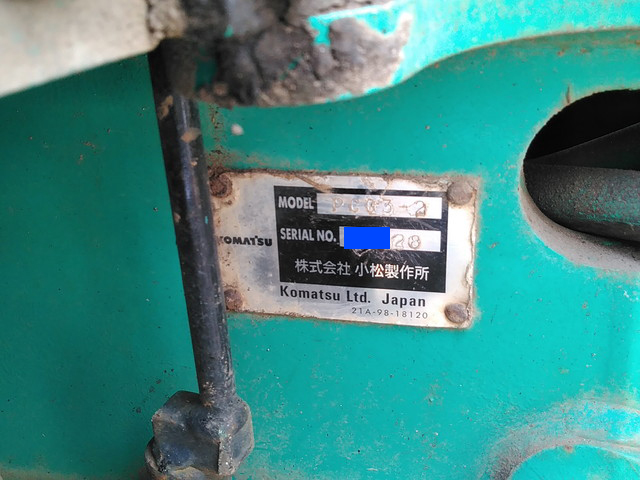 MODEL PC03-2
KOMATSU
SERIAL NO. 28
株式会社 小松製作所
Komatsu Ltd. Japan
21A-98-18120